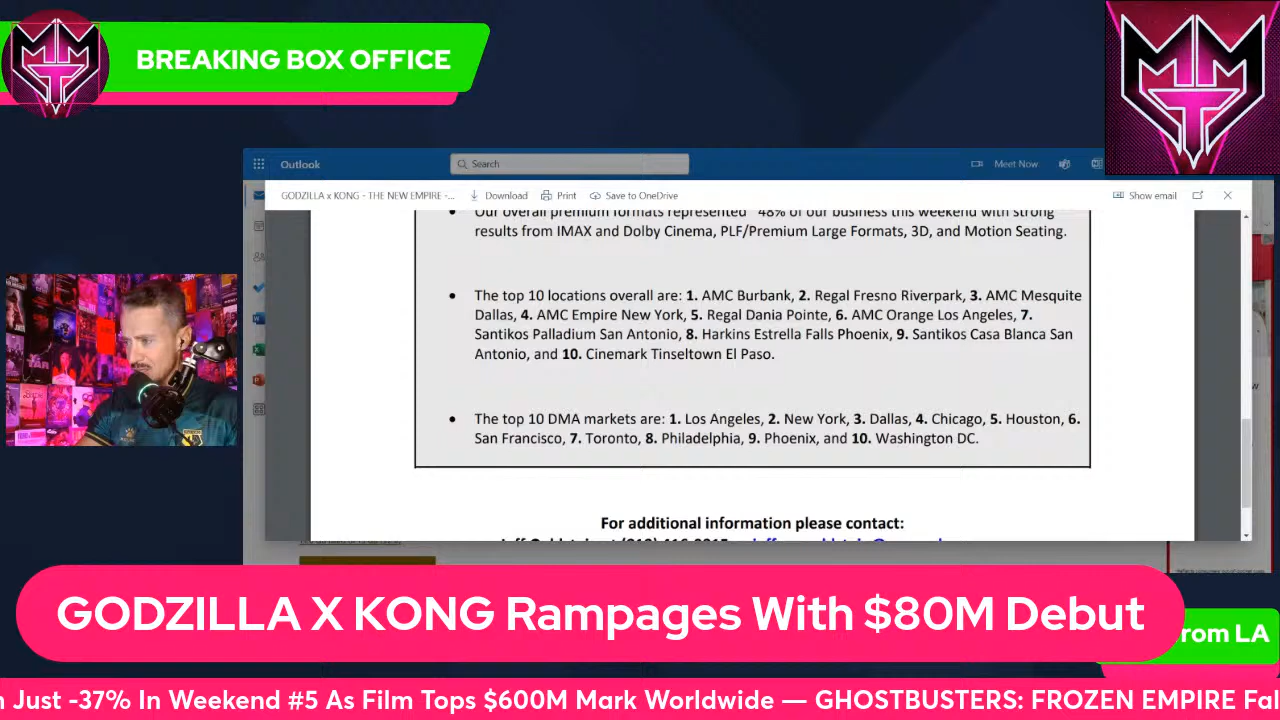 BREAKING BOX OFFICE
Outlook
Search
Meet Now
GODZILLA x KONG - THE NEW EMPIRE -...
Download
Print
Save to OneDrive
Show email
• Our overall premium formats represented ~48% of our business this weekend with strong
results from IMAX and Dolby Cinema, PLF/Premium Large Formats, 3D, and Motion Seating.
• The top 10 locations overall are: 1. AMC Burbank, 2. Regal Fresno Riverpark, 3. AMC Mesquite
Dallas, 4. AMC Empire New York, 5. Regal Dania Pointe, 6. AMC Orange Los Angeles, 7.
Santikos Palladium San Antonio, 8. Harkins Estrella Falls Phoenix, 9. Santikos Casa Blanca San
Antonio, and 10. Cinemark Tinseltown El Paso.
• The top 10 DMA markets are: 1. Los Angeles, 2. New York, 3. Dallas, 4. Chicago, 5. Houston, 6.
San Francisco, 7. Toronto, 8. Philadelphia, 9. Phoenix, and 10. Washington DC.
For additional information please contact:
GODZILLA X KONG Rampages With $80M Debut
rom LA
n Just -37% In Weekend #5 As Film Tops $600M Mark Worldwide — GHOSTBUSTERS: FROZEN EMPIRE Fal